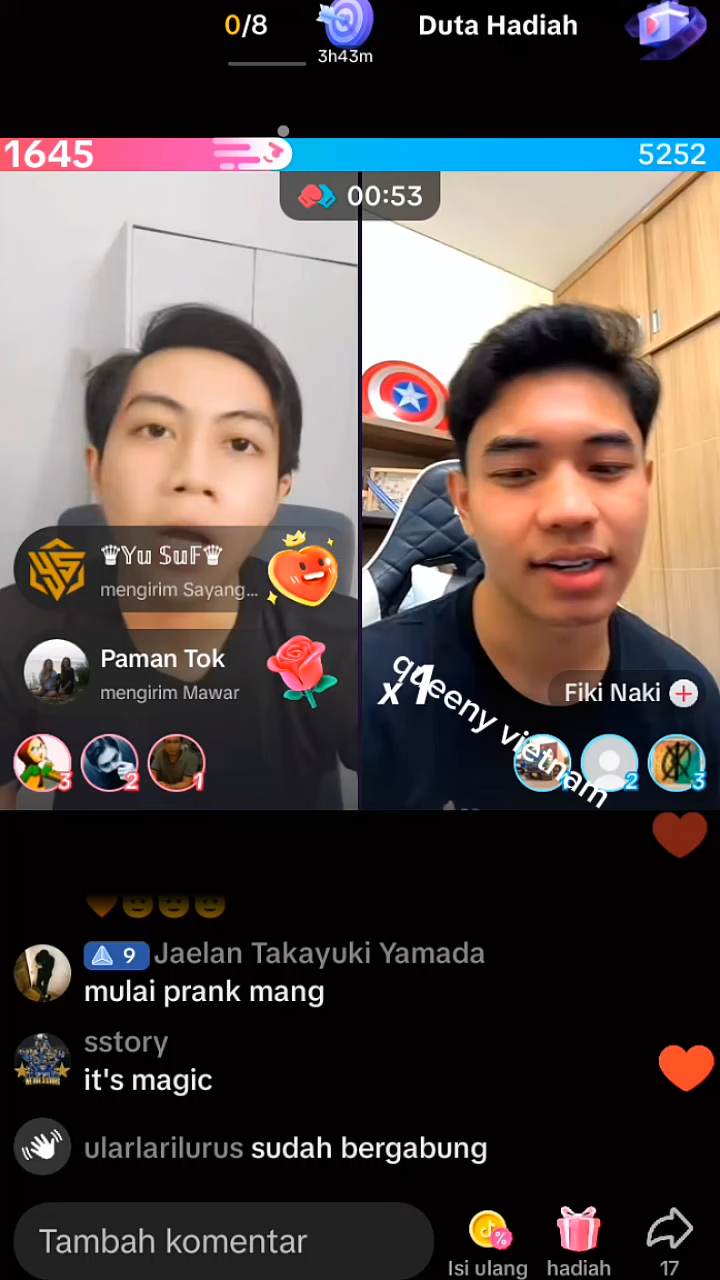 0/8
3h43m
Duta Hadiah
1645
5252
00:53
♛𝕐𝕦 𝕊𝕦𝔽♛
mengirim Sayang...
Paman Tok
mengirim Mawar
x 1
queeny vietnam
Fiki Naki
3
2
1
2
3
9 Jaelan Takayuki Yamada
mulai prank mang
sstory
it's magic
ularlarilurus sudah bergabung
Tambah komentar
Isi ulang
hadiah
17